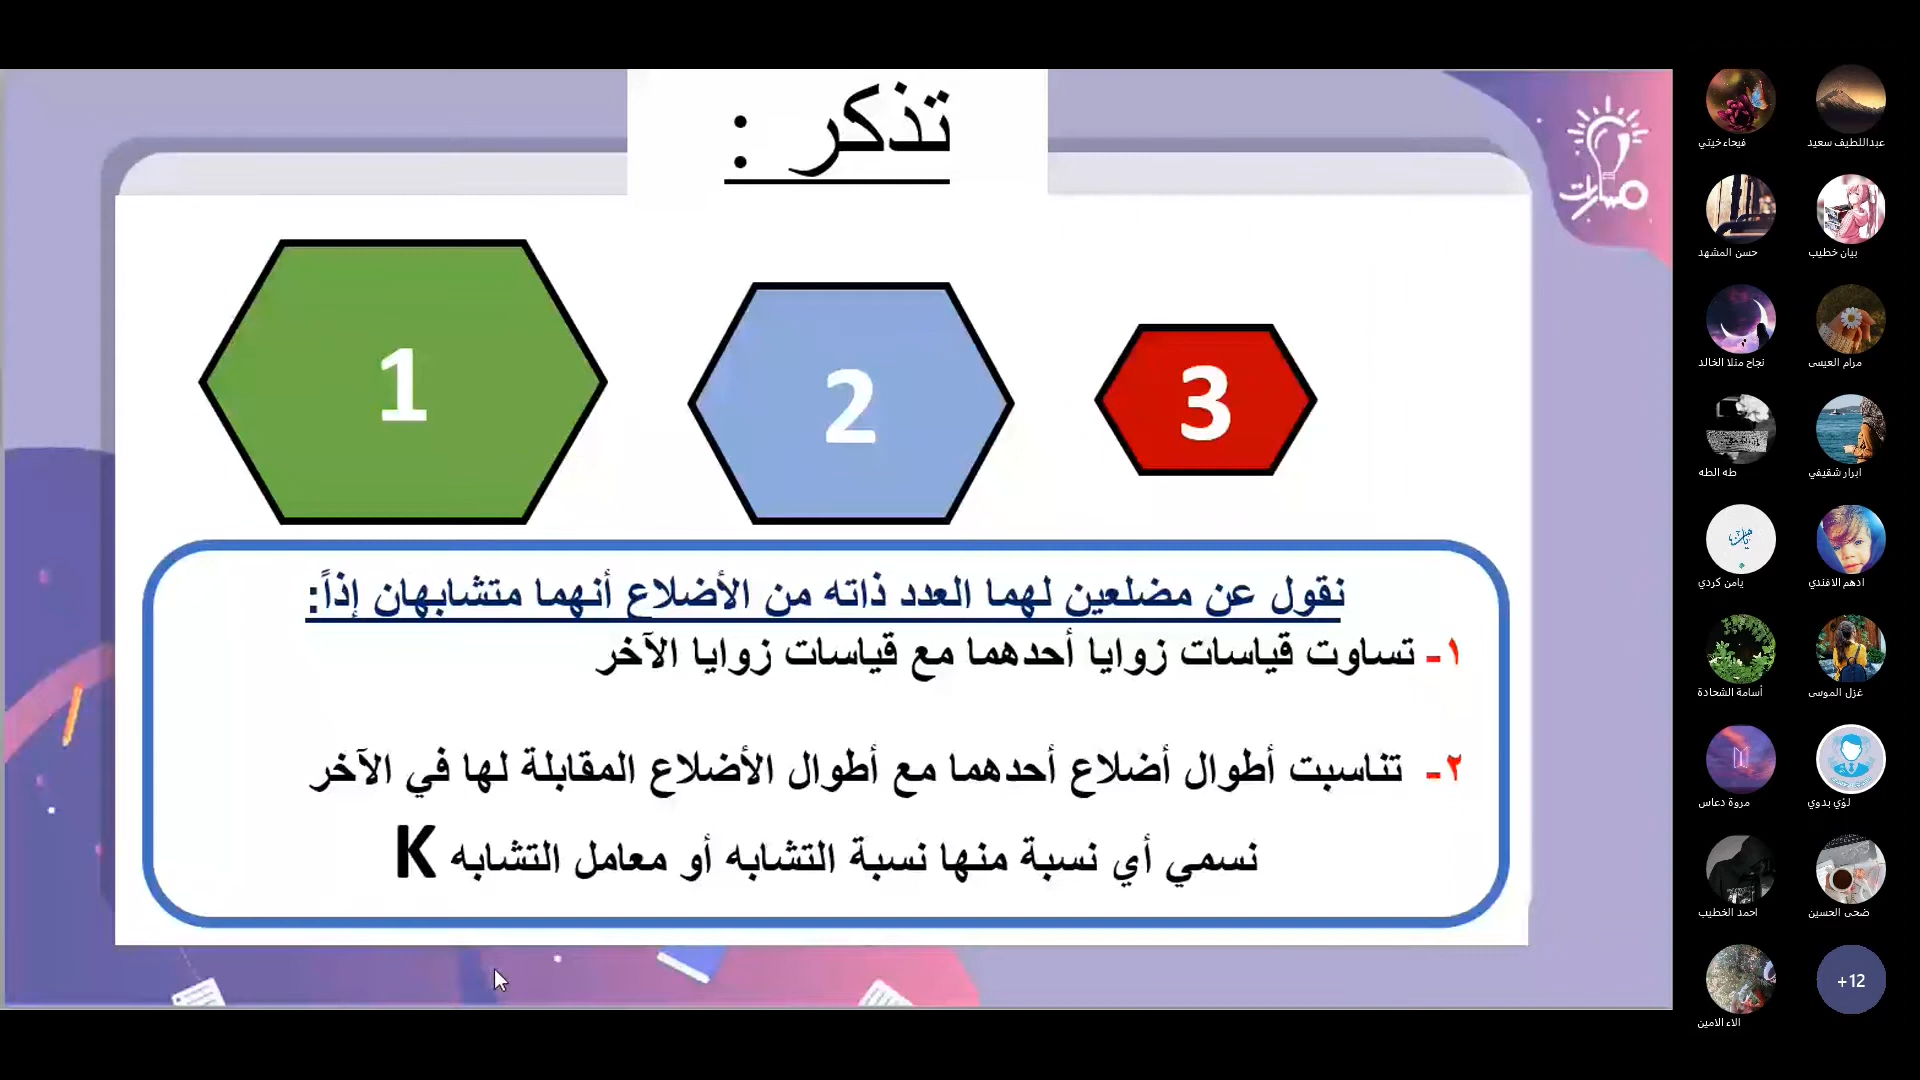 تذكر :
مسارات
1
2
3
نقول عن مضلعين لهما العدد ذاته من الأضلاع أنهما متشابهان إذاً:
١- تساوت قياسات زوايا أحدهما مع قياسات زوايا الآخر
٢- تناسبت أطوال أضلاع أحدهما مع أطوال الأضلاع المقابلة لها في الآخر
نسمي أي نسبة منها نسبة التشابه أو معامل التشابه K
فيحاء خيتي
عبداللطيف سعيد
حسن المشهد
بيان خطيب
نجاح منلا الخالد
مرام العيسى
طه الطه
ابرار شقيفي
يامن كردي
ادهم الافندي
أسامة الشحادة
غزل الموسى
مروة دعاس
لؤي بدوي
احمد الخطيب
ضحى الحسين
الاء الامين
+12